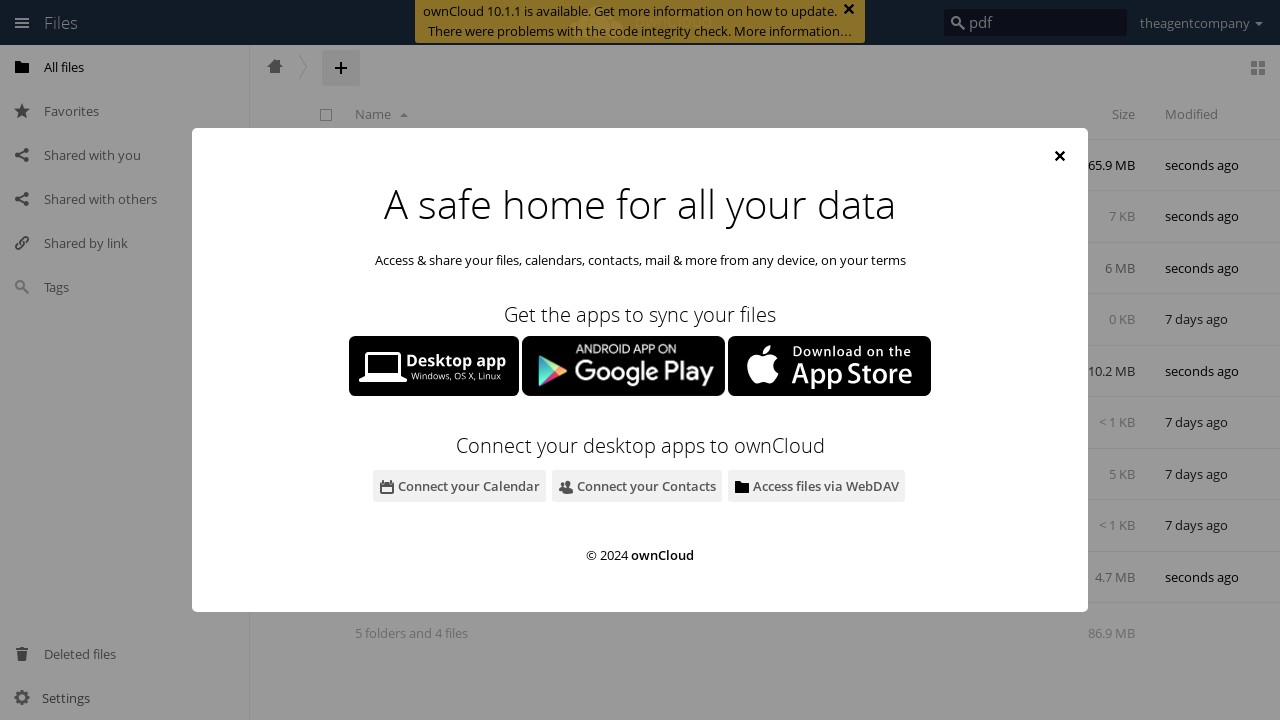 Files
ownCloud 10.1.1 is available. Get more information on how to update.
There were problems with the code integrity check. More information…
pdf
theagentcompany
All files
Favorites
Shared with you
Shared with others
Shared by link
Tags
Deleted files
Settings
Name
Size
Modified
65.9 MB seconds ago
7 KB seconds ago
6 MB seconds ago
0 KB 7 days ago
10.2 MB seconds ago
< 1 KB 7 days ago
5 KB 7 days ago
< 1 KB 7 days ago
4.7 MB seconds ago
5 folders and 4 files
86.9 MB
A safe home for all your data
Access & share your files, calendars, contacts, mail & more from any device, on your terms
Get the apps to sync your files
Desktop app
Windows, OS X, Linux
ANDROID APP ON
Google Play
Download on the
App Store
Connect your desktop apps to ownCloud
Connect your Calendar
Connect your Contacts
Access files via WebDAV
© 2024 ownCloud